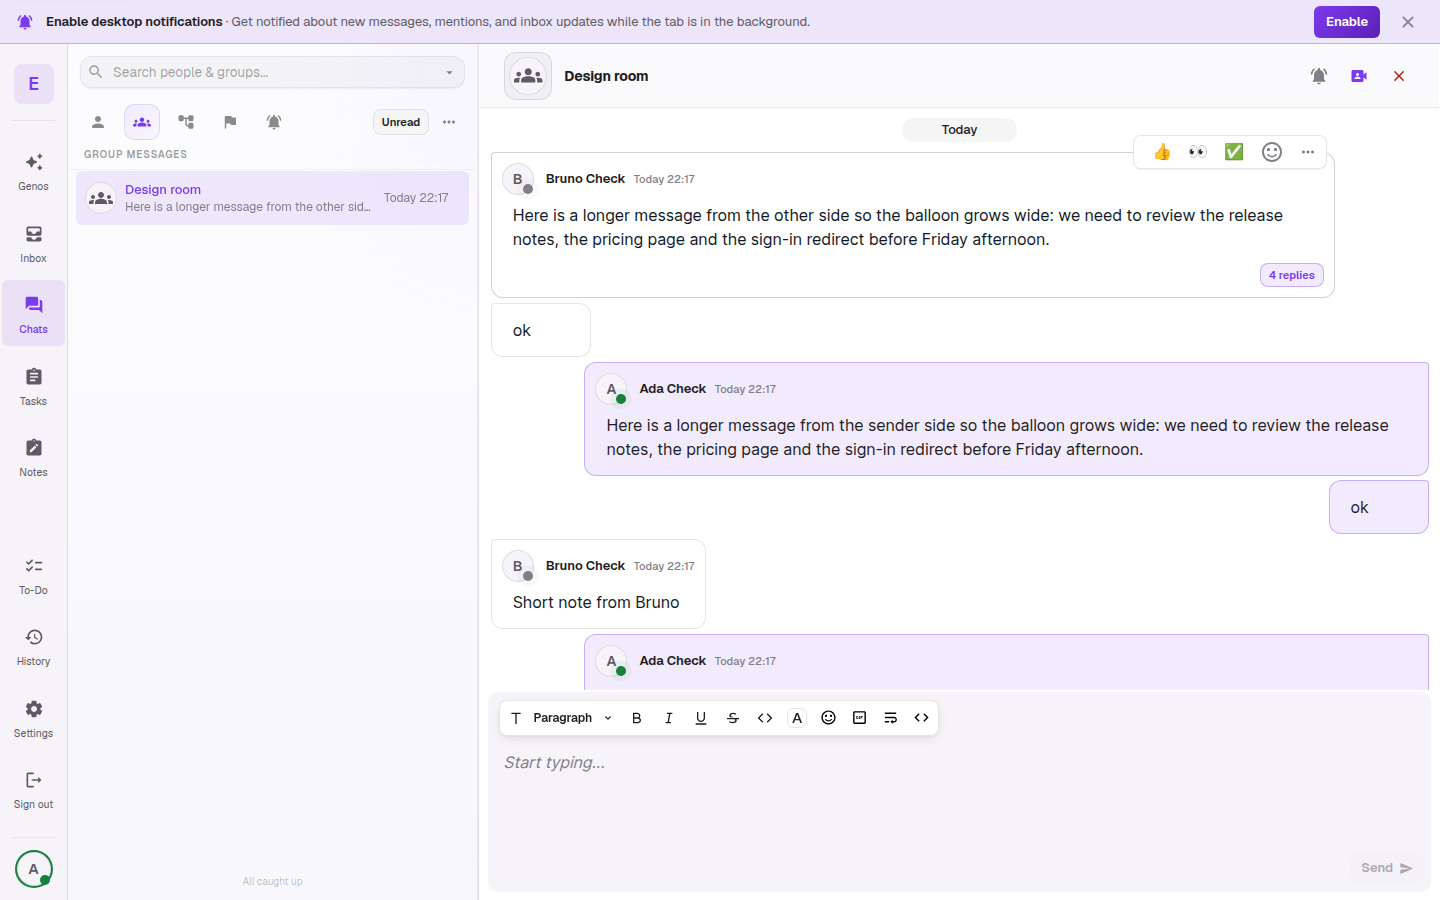 Enable desktop notifications · Get notified about new messages, mentions, and inbox updates while the tab is in the background.
Enable
E
Genos
Inbox
Chats
Tasks
Notes
To-Do
History
Settings
Sign out
A
Search people & groups...
Unread
GROUP MESSAGES
Design room
Here is a longer message from the other sid...
Today 22:17
All caught up
Design room
Today
B
Bruno Check Today 22:17
Here is a longer message from the other side so the balloon grows wide: we need to review the release
notes, the pricing page and the sign-in redirect before Friday afternoon.
4 replies
ok
A
Ada Check Today 22:17
Here is a longer message from the sender side so the balloon grows wide: we need to review the release
notes, the pricing page and the sign-in redirect before Friday afternoon.
ok
B
Bruno Check Today 22:17
Short note from Bruno
A
Ada Check Today 22:17
T Paragraph B I U S A GIF
Start typing...
Send